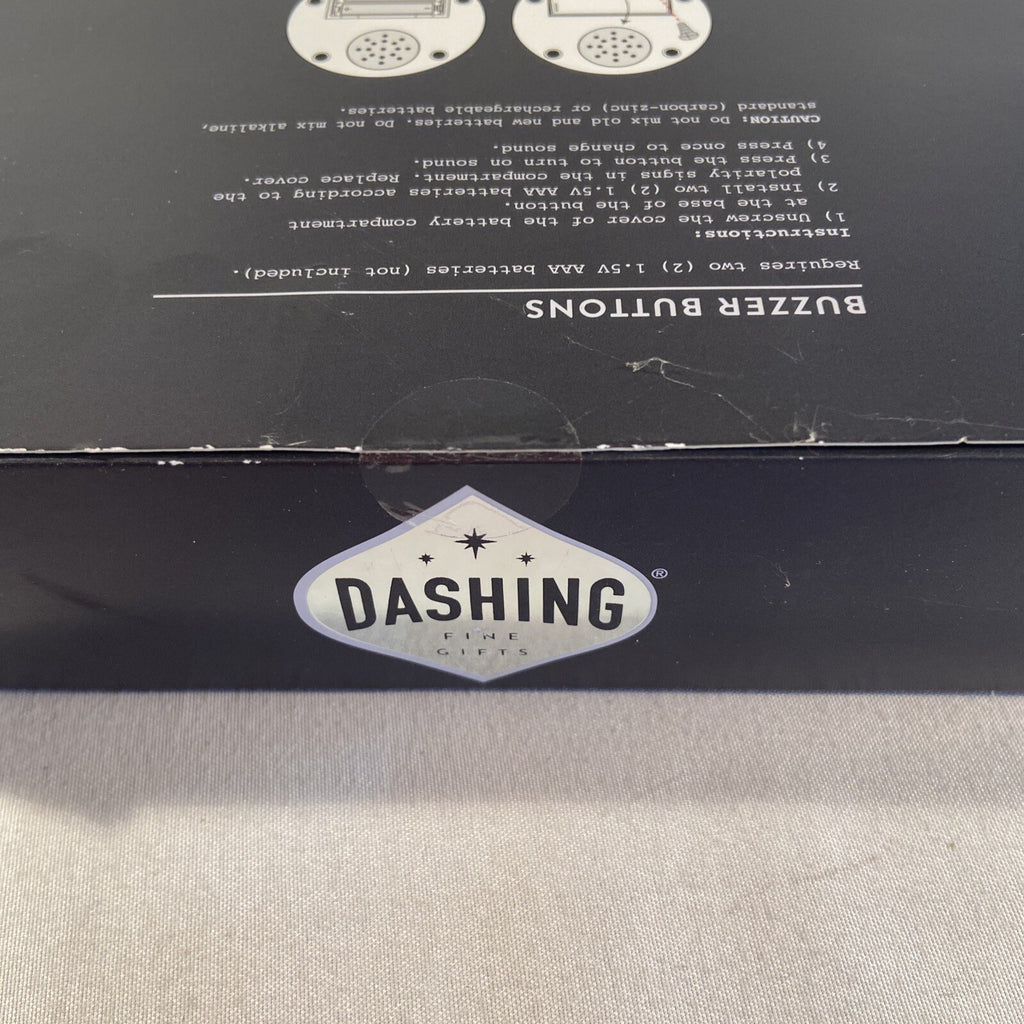 BUZZER BUTTONS
Requires two (2) 1.5V AAA batteries (not included).
Instructions:
1) Unscrew the cover of the battery compartment
at the base of the button.
2) Install two (2) 1.5V AAA batteries according to the
polarity signs in the compartment. Replace cover.
3) Press the button to turn on sound.
4) Press once to change sound.
CAUTION: Do not mix old and new batteries. Do not mix alkaline,
standard (carbon-zinc) or rechargeable batteries.
DASHING®
FINE
GIFTS